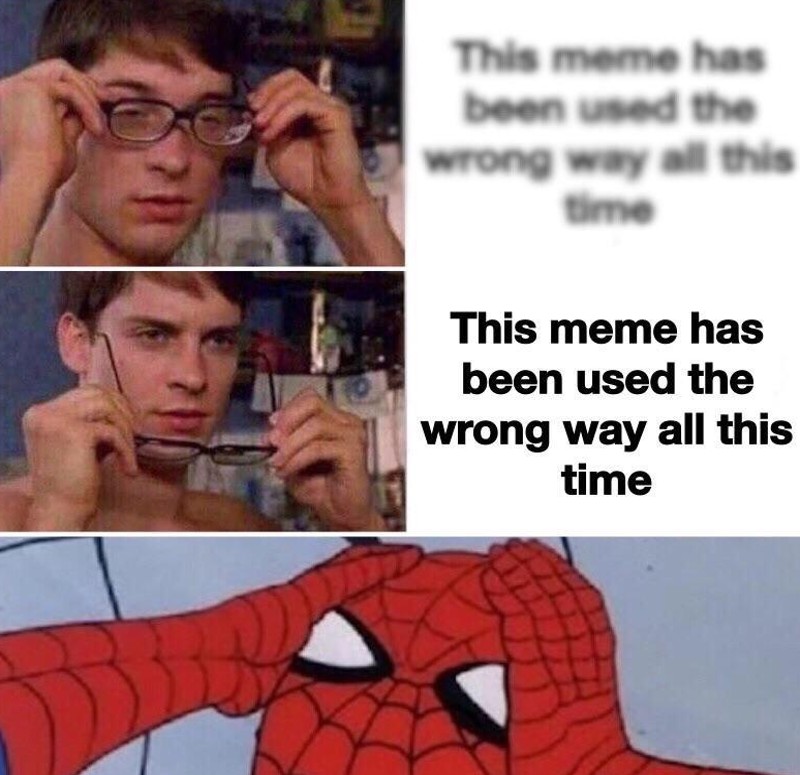 This meme has
been used the
wrong way all this
time
This meme has
been used the
wrong way all this
time